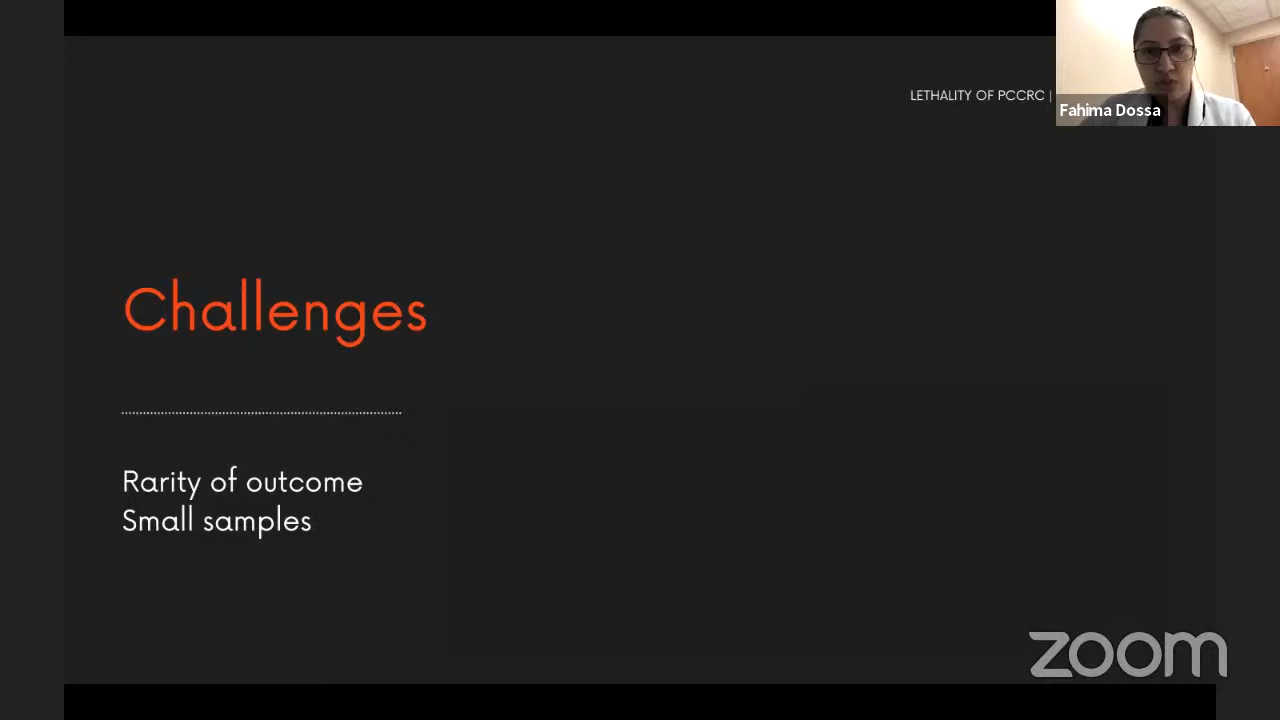 LETHALITY OF PCCRC |
Fahima Dossa
Challenges
Rarity of outcome
Small samples
zoom